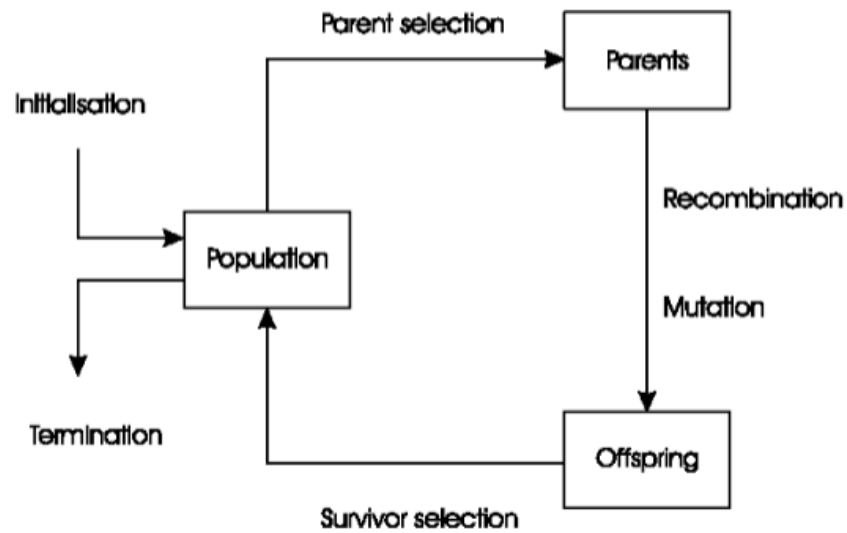 Parent selection
Parents
Initialisation
Recombination
Population
Mutation
Termination
Offspring
Survivor selection